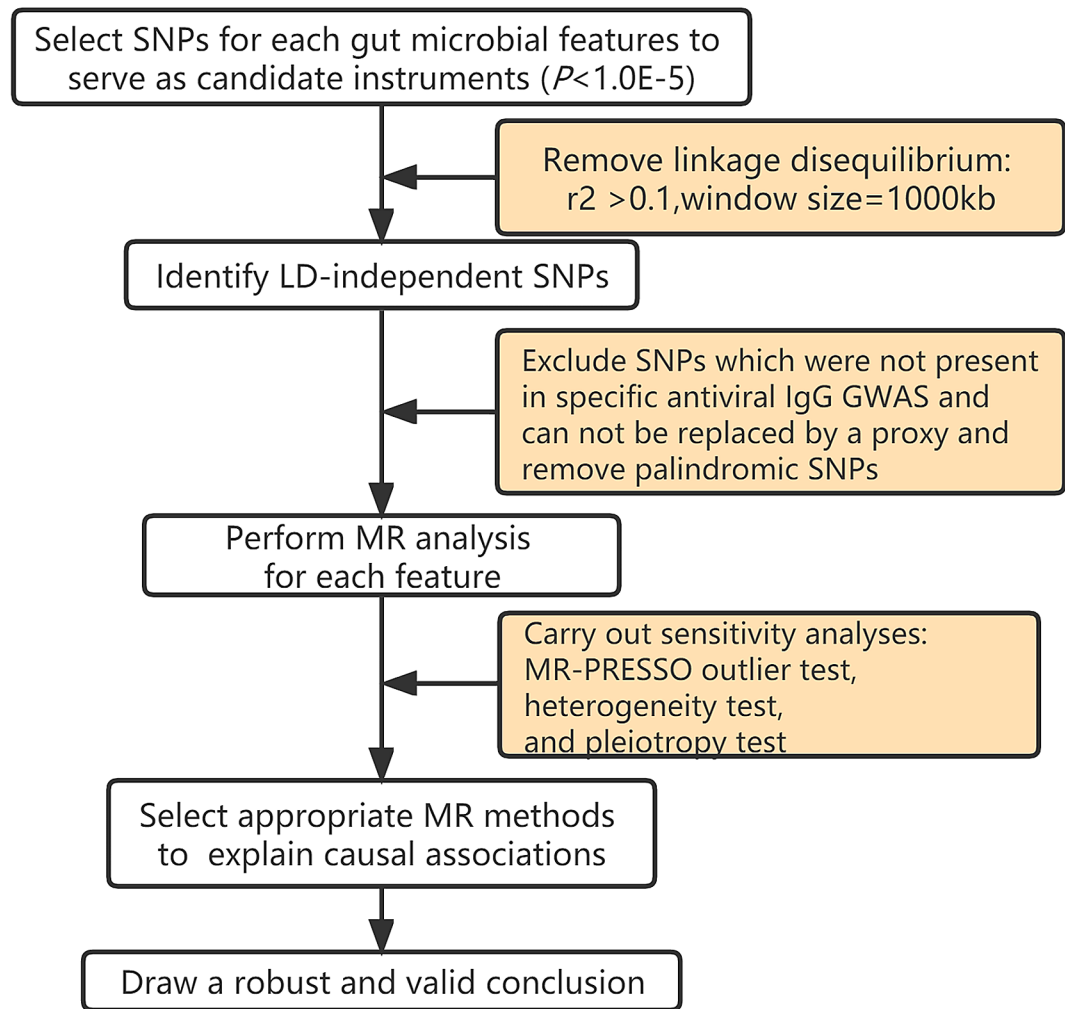 Select SNPs for each gut microbial features to
serve as candidate instruments (P<1.0E-5)
Remove linkage disequilibrium:
r2 >0.1,window size=1000kb
Identify LD-independent SNPs
Exclude SNPs which were not present
in specific antiviral IgG GWAS and
can not be replaced by a proxy and
remove palindromic SNPs
Perform MR analysis
for each feature
Carry out sensitivity analyses:
MR-PRESSO outlier test,
heterogeneity test,
and pleiotropy test
Select appropriate MR methods
to  explain causal associations
Draw a robust and valid conclusion